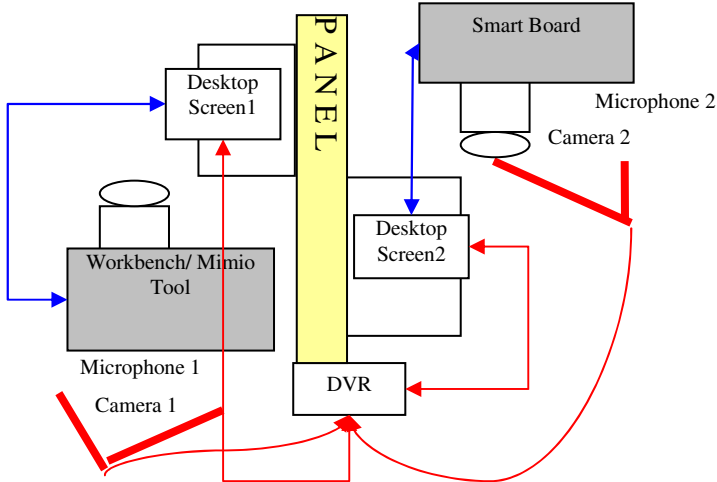 PANEL
Smart Board
Desktop
Screen1
Microphone 2
Camera 2
Desktop
Screen2
Workbench/ Mimio
Tool
Microphone 1
DVR
Camera 1